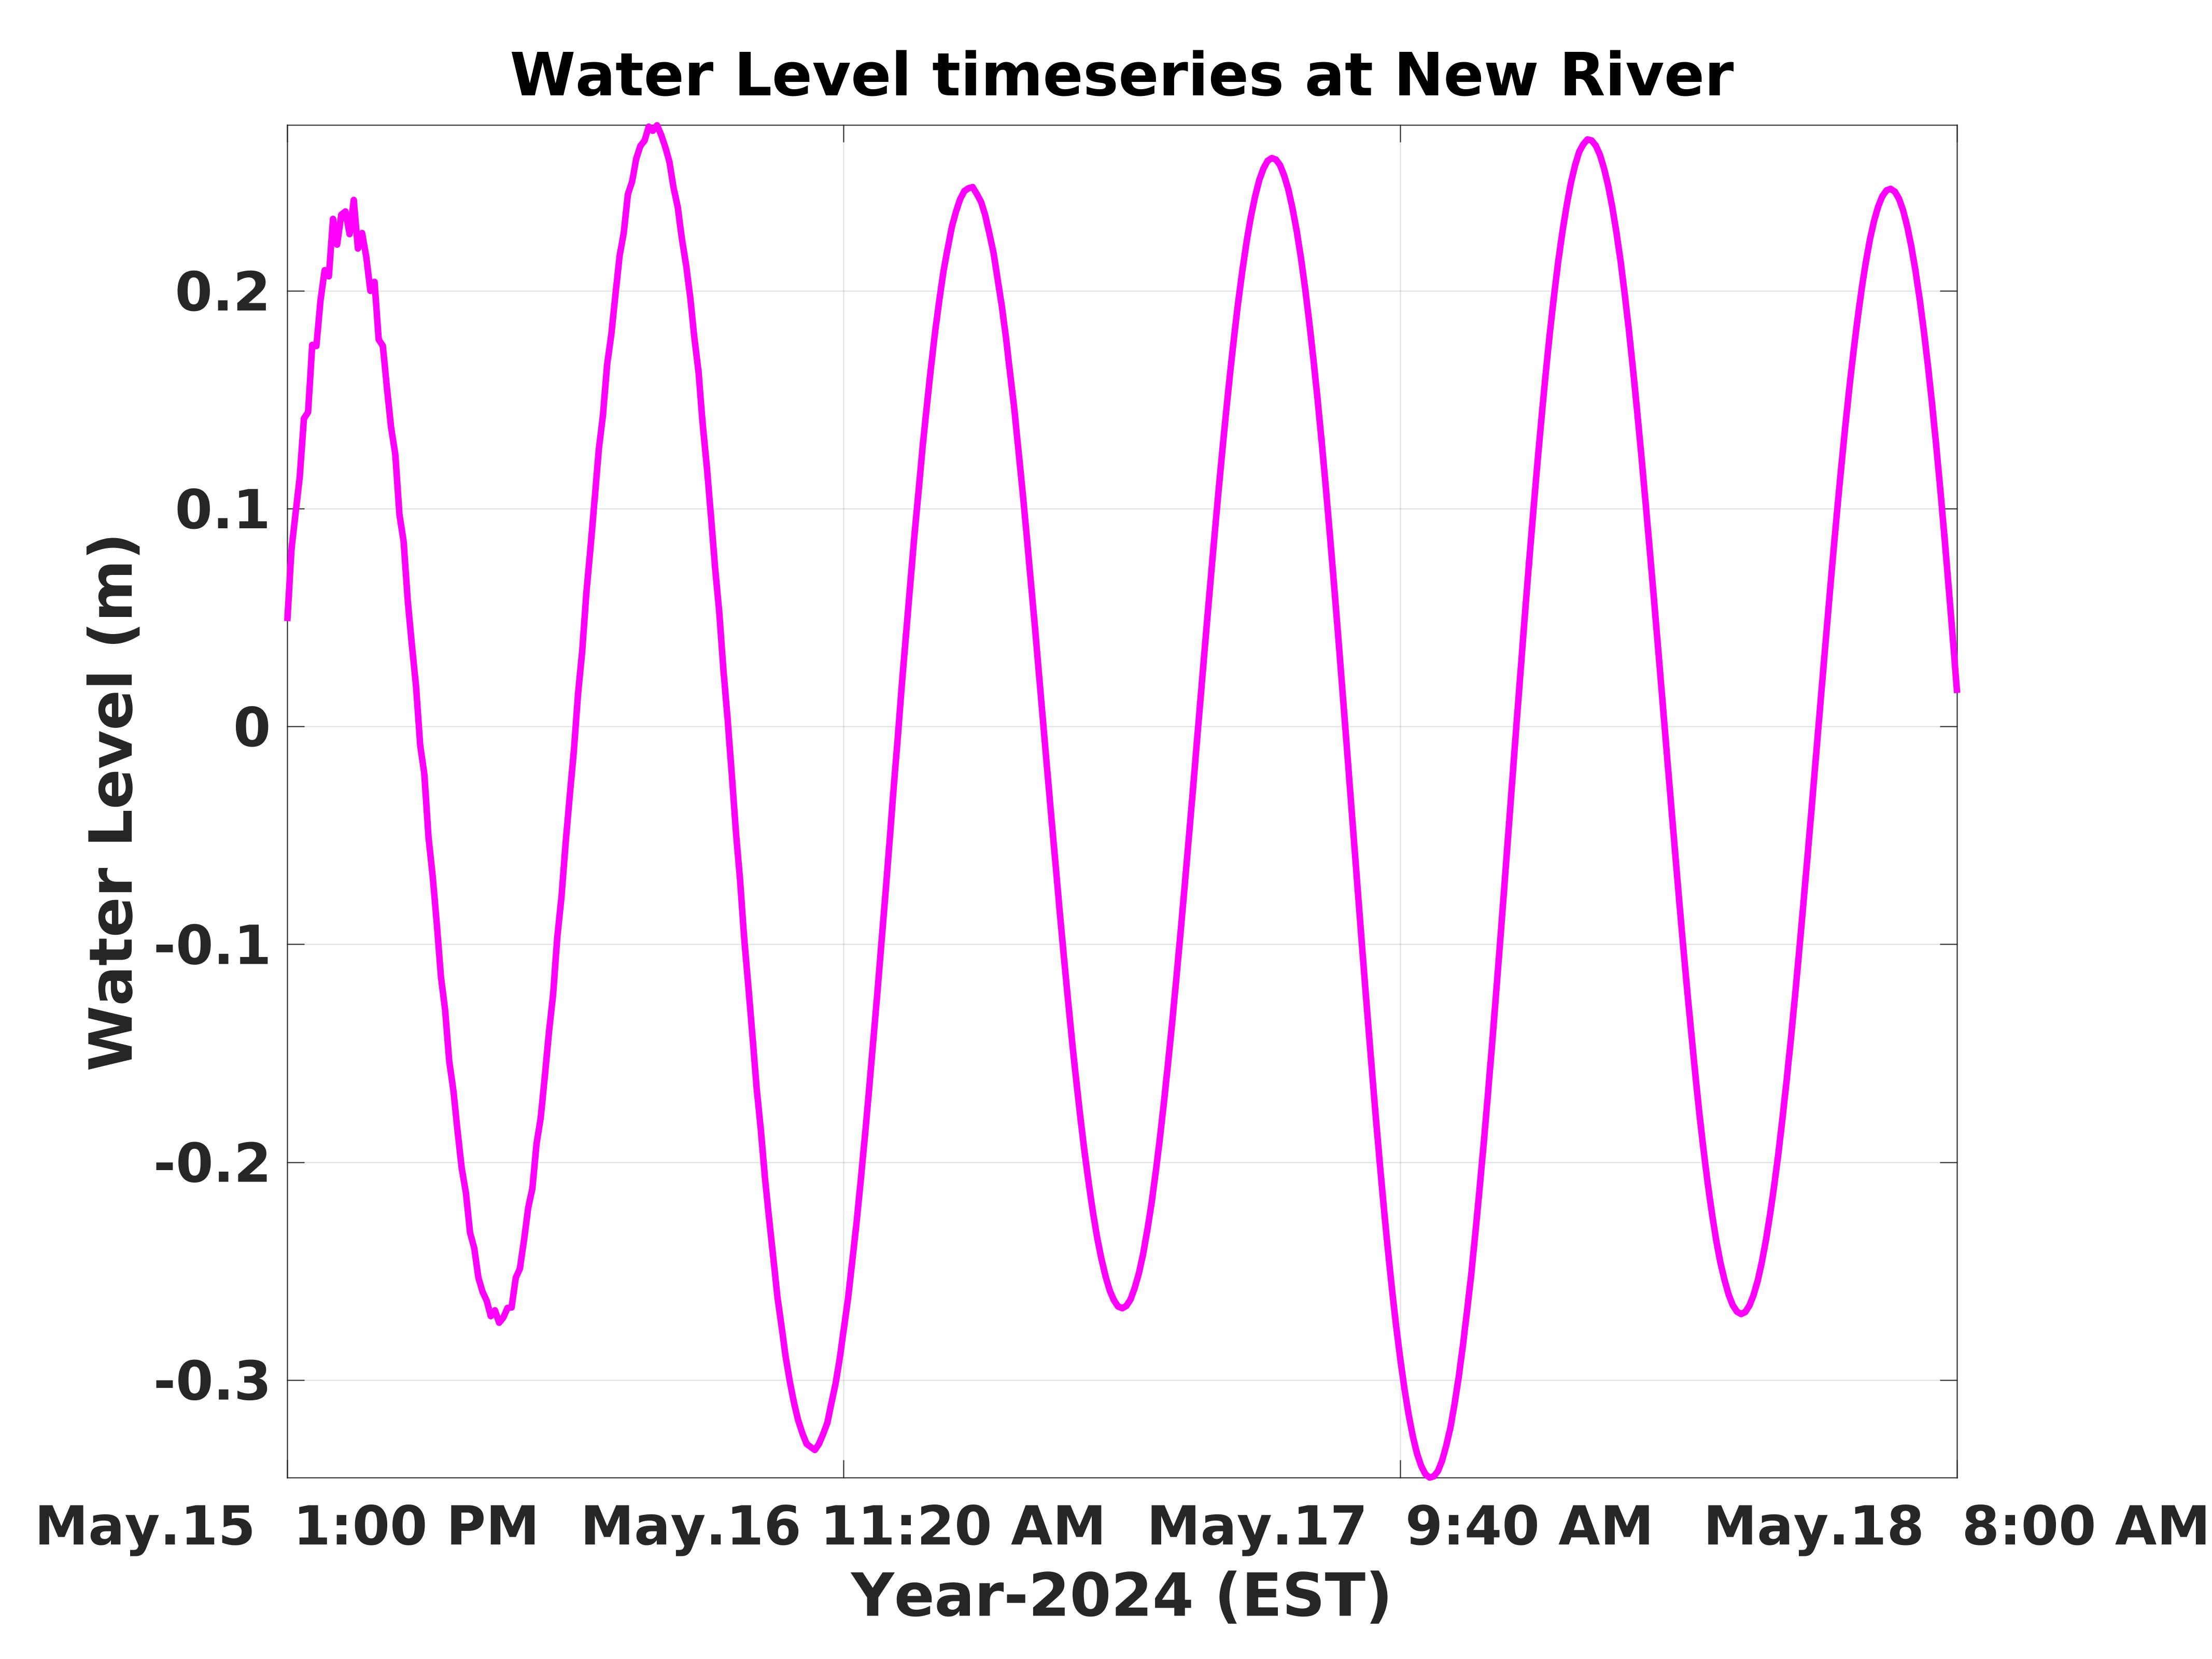 Water Level timeseries at New River
Water Level (m)
0.2
0.1
0
-0.1
-0.2
-0.3
May.15 1:00 PM May.16 11:20 AM May.17 9:40 AM May.18 8:00 AM
Year-2024 (EST)